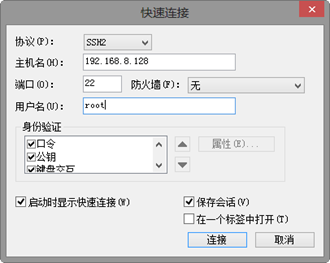 快速连接
协议(P): SSH2
主机名(H): 192.168.8.128
端口(O): 22 防火墙(F): 无
用户名(U): root
身份验证
口令
公钥
键盘交互
属性(E)...
启动时显示快速连接(W) 保存会话(V)
在一个标签中打开(T)
连接 取消